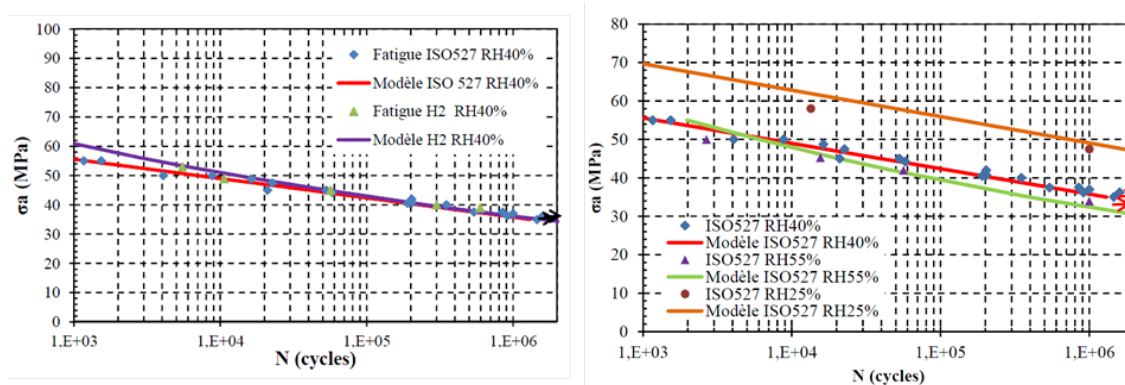 100
90
80
70
60
50
40
30
20
10
0
σa (MPa)
Fatigue ISO527 RH40%
Modèle ISO 527 RH40%
Fatigue H2 RH40%
Modèle H2 RH40%
1,E+03 1,E+04 1,E+05 1,E+06
N (cycles)
80
70
60
50
40
30
20
10
0
σa (MPa)
ISO527 RH40%
Modèle ISO527 RH40%
ISO527 RH55%
Modèle ISO527 RH55%
ISO527 RH25%
Modèle ISO527 RH25%
1,E+03 1,E+04 1,E+05 1,E+06
N (cycles)